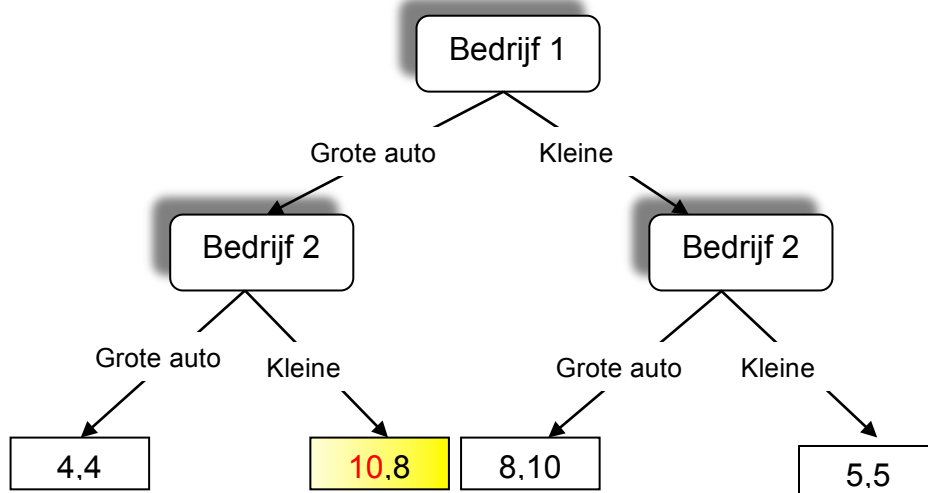 Bedrijf 1
Grote auto Kleine
Bedrijf 2 Bedrijf 2
Grote auto Kleine Grote auto Kleine
4,4 10,8 8,10 5,5